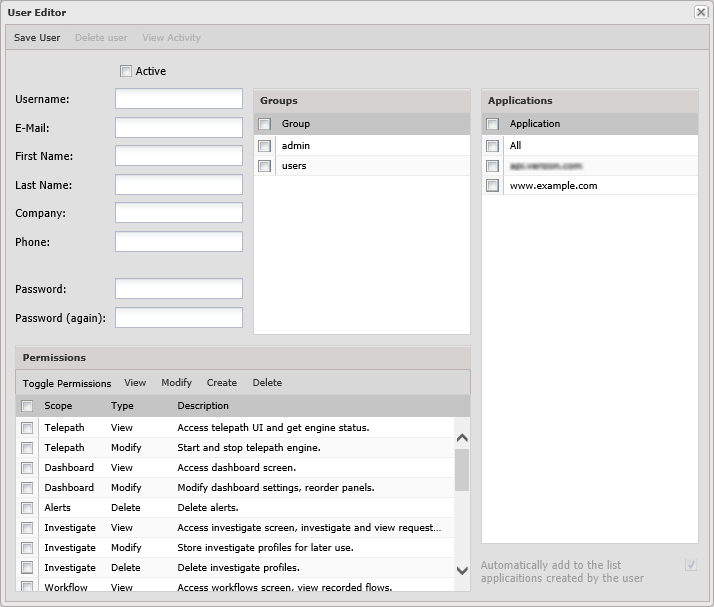 User Editor
Save User Delete user View Activity
Active
Username:
E-Mail:
First Name:
Last Name:
Company:
Phone:
Password:
Password (again):
Groups
Group
admin
users
Applications
Application
All
www.example.com
Automatically add to the list
applicaitions created by the user
Permissions
Toggle Permissions View Modify Create Delete
Scope Type Description
Telepath View Access telepath UI and get engine status.
Telepath Modify Start and stop telepath engine.
Dashboard View Access dashboard screen.
Dashboard Modify Modify dashboard settings, reorder panels.
Alerts Delete Delete alerts.
Investigate View Access investigate screen, investigate and view request...
Investigate Modify Store investigate profiles for later use.
Investigate Delete Delete investigate profiles.
Workflow View Access workflows screen, view recorded flows.